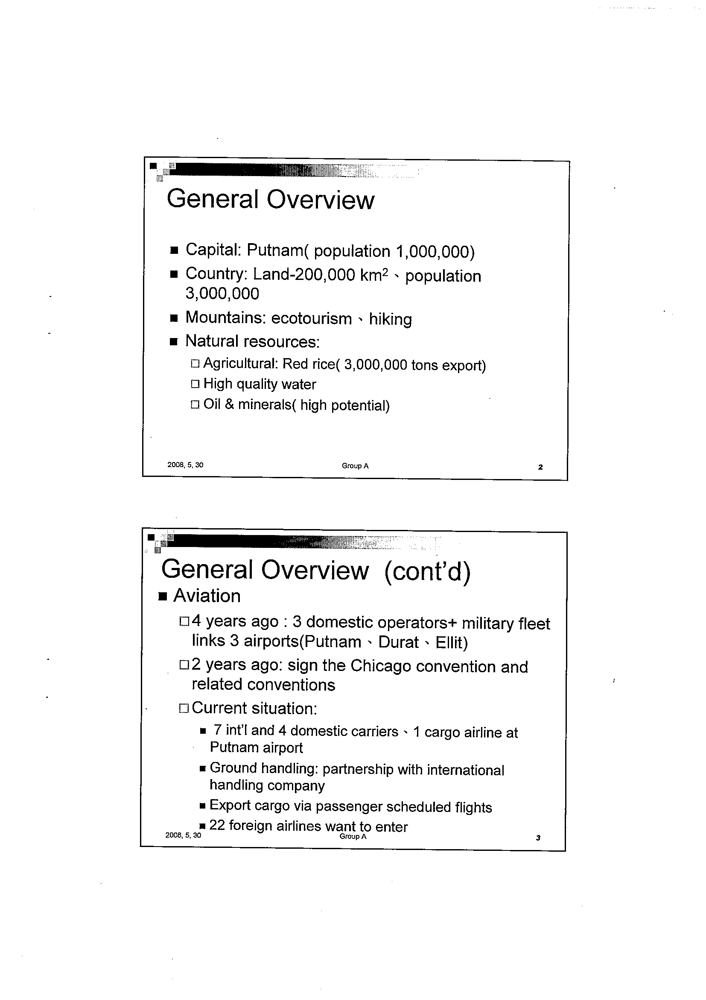 General Overview
■ Capital: Putnam( population 1,000,000)
■ Country: Land-200,000 km² 、 population
3,000,000
■ Mountains: ecotourism 、 hiking
■ Natural resources:
□ Agricultural: Red rice( 3,000,000 tons export)
□ High quality water
□ Oil & minerals( high potential)
2008, 5, 30 Group A 2
General Overview (cont'd)
■ Aviation
□ 4 years ago : 3 domestic operators+ military fleet
links 3 airports(Putnam 、 Durat 、 Ellit)
□ 2 years ago: sign the Chicago convention and
related conventions
□ Current situation:
■ 7 int'l and 4 domestic carriers 、 1 cargo airline at
Putnam airport
■ Ground handling: partnership with international
handling company
■ Export cargo via passenger scheduled flights
■ 22 foreign airlines want to enter
2008, 5, 30 Group A 3